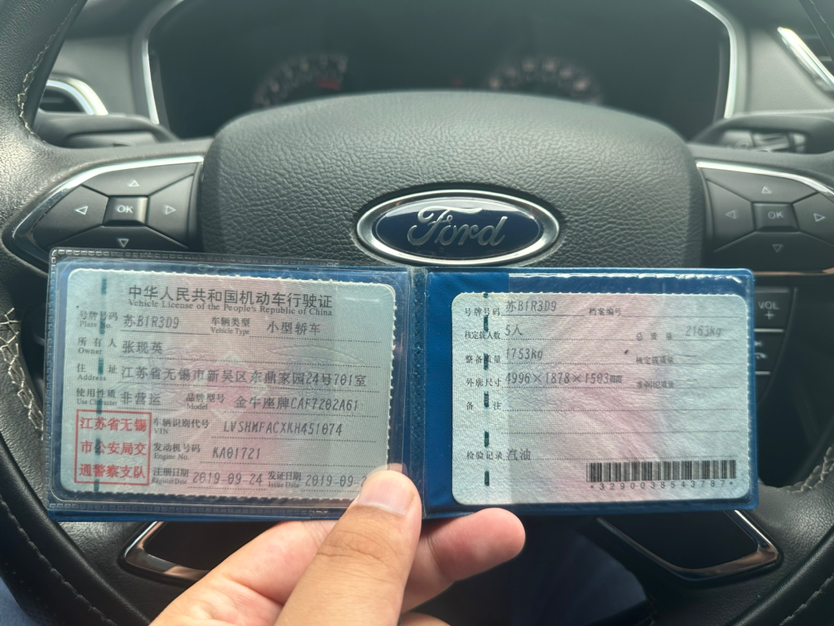 OK
OK
Ford
VOL
+
中华人民共和国机动车行驶证
Vehicle License of the People's Republic of China
号牌号码 苏B1R3D9 车辆类型 小型轿车
Plate No. Vehicle Type
所有人 张现英
Owner
住址 江苏省无锡市新吴区东鼎家园24号701室
Address
使用性质 非营运 品牌型号 金牛座牌CAF7202A61
Use Character Model
江苏省无锡市公安局交通警察支队
车辆识别代号 LVSHMFACXKH451074
VIN
发动机号码 KA01721
Engine No.
注册日期 2019-09-24 发证日期 2019-09
Register Date Issue Date
号牌号码 苏B1R3D9 档案编号
核定载人数 5人 总质量 2163kg
整备质量 1753kg 核定载质量
外廓尺寸 4996×1878×1503mm
备注
检验记录 汽油